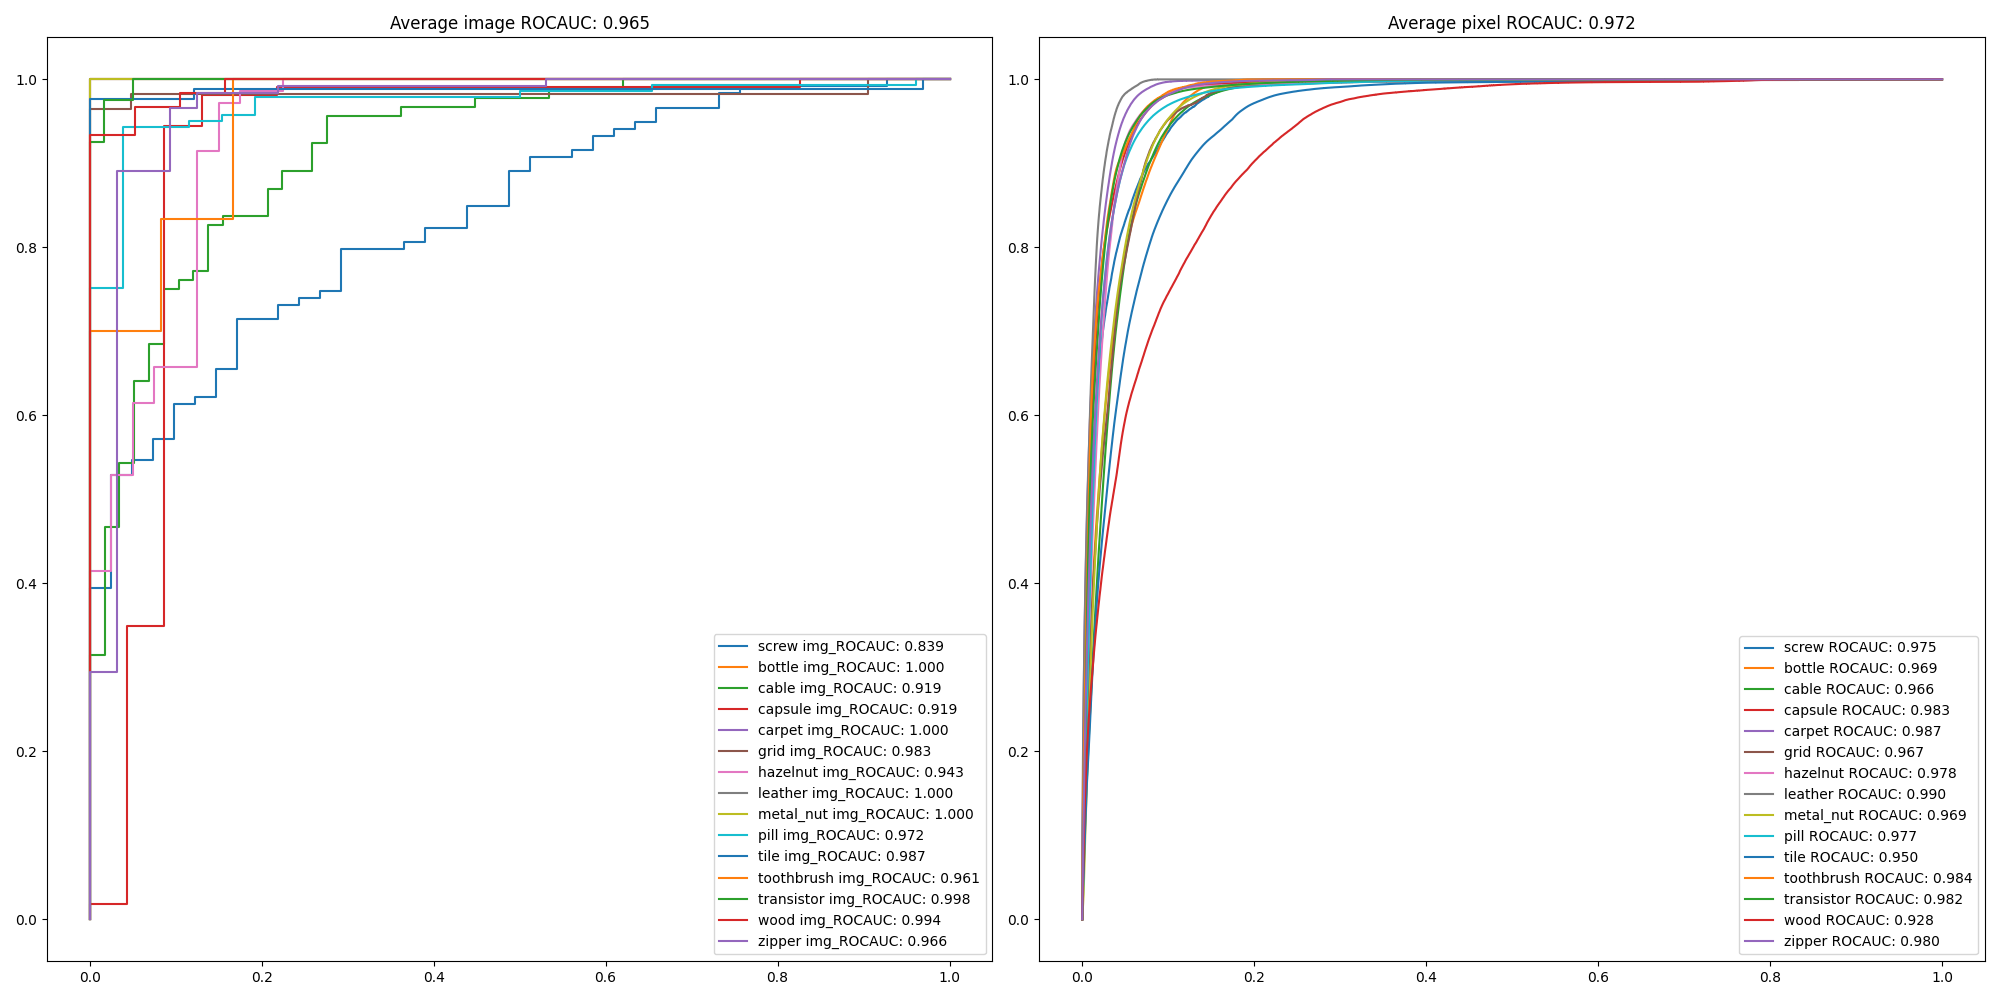 Average image ROCAUC: 0.965
1.0
0.8
0.6
0.4
0.2
0.0
0.0
0.2
0.4
0.6
0.8
1.0
screw img_ROCAUC: 0.839
bottle img_ROCAUC: 1.000
cable img_ROCAUC: 0.919
capsule img_ROCAUC: 0.919
carpet img_ROCAUC: 1.000
grid img_ROCAUC: 0.983
hazelnut img_ROCAUC: 0.943
leather img_ROCAUC: 1.000
metal_nut img_ROCAUC: 1.000
pill img_ROCAUC: 0.972
tile img_ROCAUC: 0.987
toothbrush img_ROCAUC: 0.961
transistor img_ROCAUC: 0.998
wood img_ROCAUC: 0.994
zipper img_ROCAUC: 0.966
Average pixel ROCAUC: 0.972
1.0
0.8
0.6
0.4
0.2
0.0
0.0
0.2
0.4
0.6
0.8
1.0
screw ROCAUC: 0.975
bottle ROCAUC: 0.969
cable ROCAUC: 0.966
capsule ROCAUC: 0.983
carpet ROCAUC: 0.987
grid ROCAUC: 0.967
hazelnut ROCAUC: 0.978
leather ROCAUC: 0.990
metal_nut ROCAUC: 0.969
pill ROCAUC: 0.977
tile ROCAUC: 0.950
toothbrush ROCAUC: 0.984
transistor ROCAUC: 0.982
wood ROCAUC: 0.928
zipper ROCAUC: 0.980